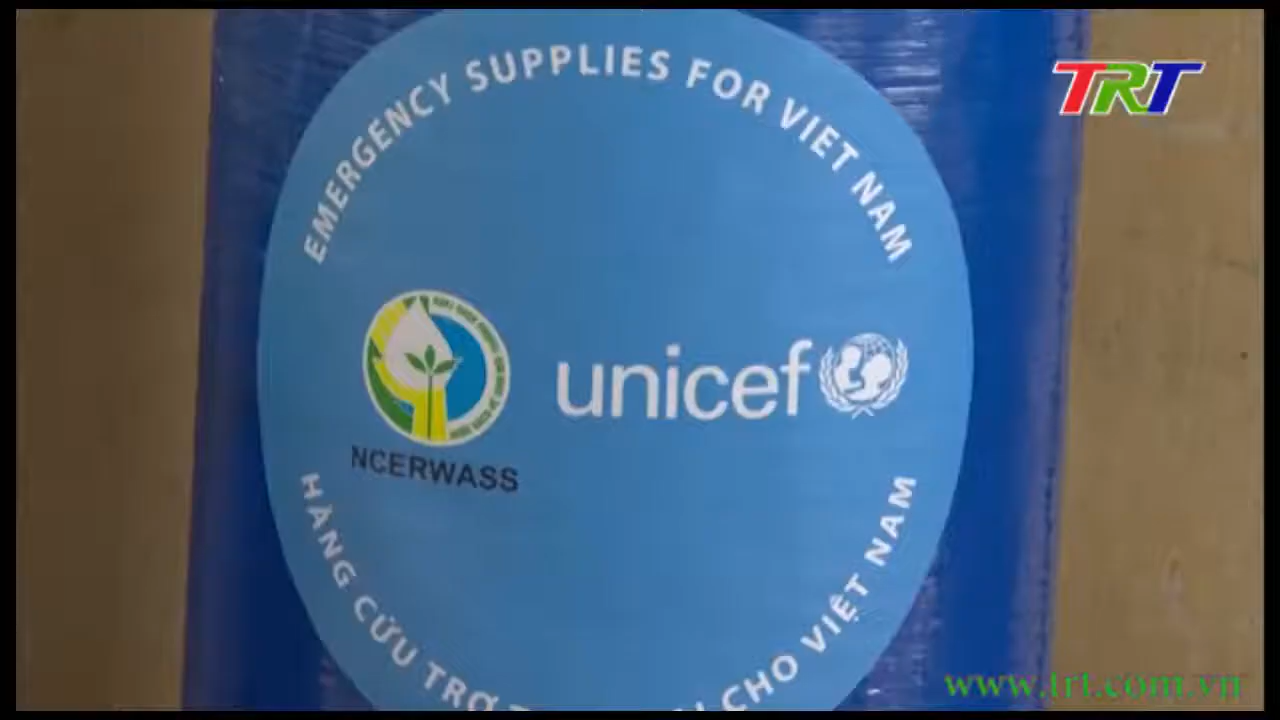 TRT
EMERGENCY SUPPLIES FOR VIET NAM
unicef
NCERWASS
HÀNG CỨU TRỢ
CHO VIỆT NAM
www.trt.com.vn